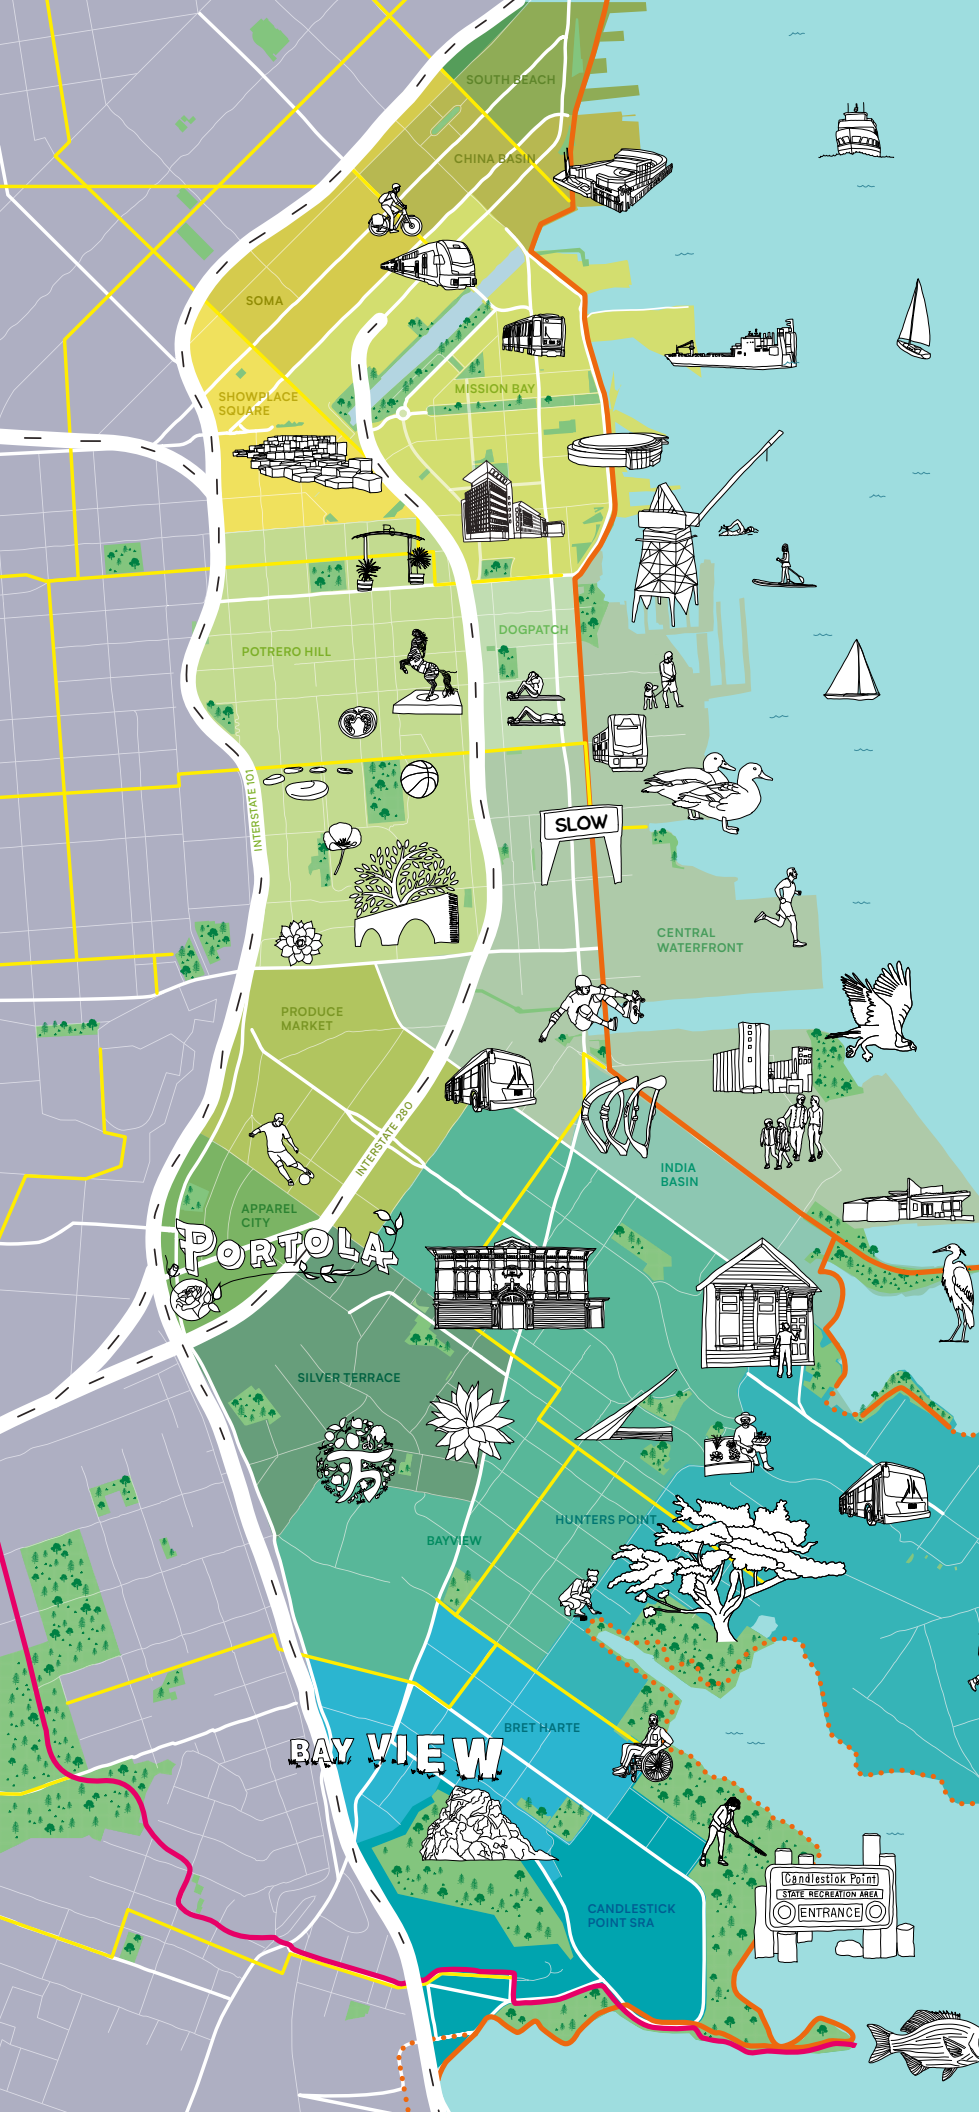 SOUTH BEACH
CHINA BASIN
SOMA
SHOWPLACE
SQUARE
MISSION BAY
DOGPATCH
POTRERO HILL
INTERSTATE 101
SLOW
CENTRAL
WATERFRONT
PRODUCE
MARKET
INTERSTATE 280
INDIA
BASIN
APPAREL
CITY
PORTOLA
SILVER TERRACE
HUNTERS POINT
BAYVIEW
BRET HARTE
BAY VIEW
Candlestick Point
STATE RECREATION AREA
ENTRANCE
CANDLESTICK
POINT SRA